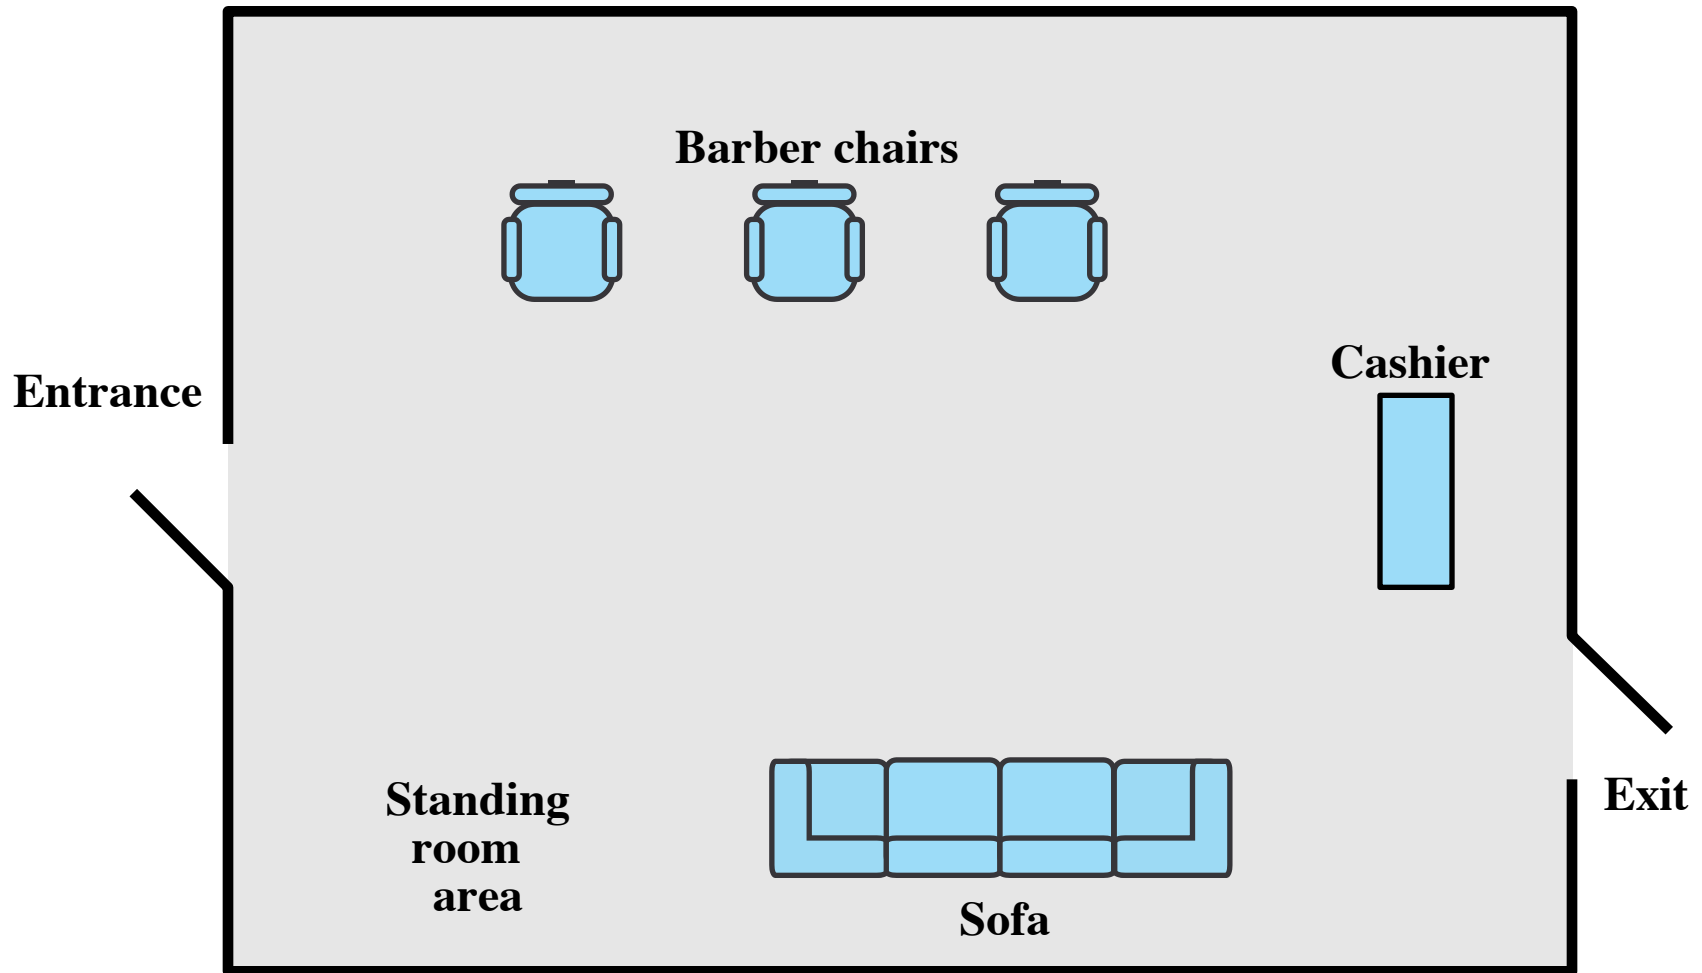 Barber chairs
Cashier
Entrance
Standing
room
area
Exit
Sofa